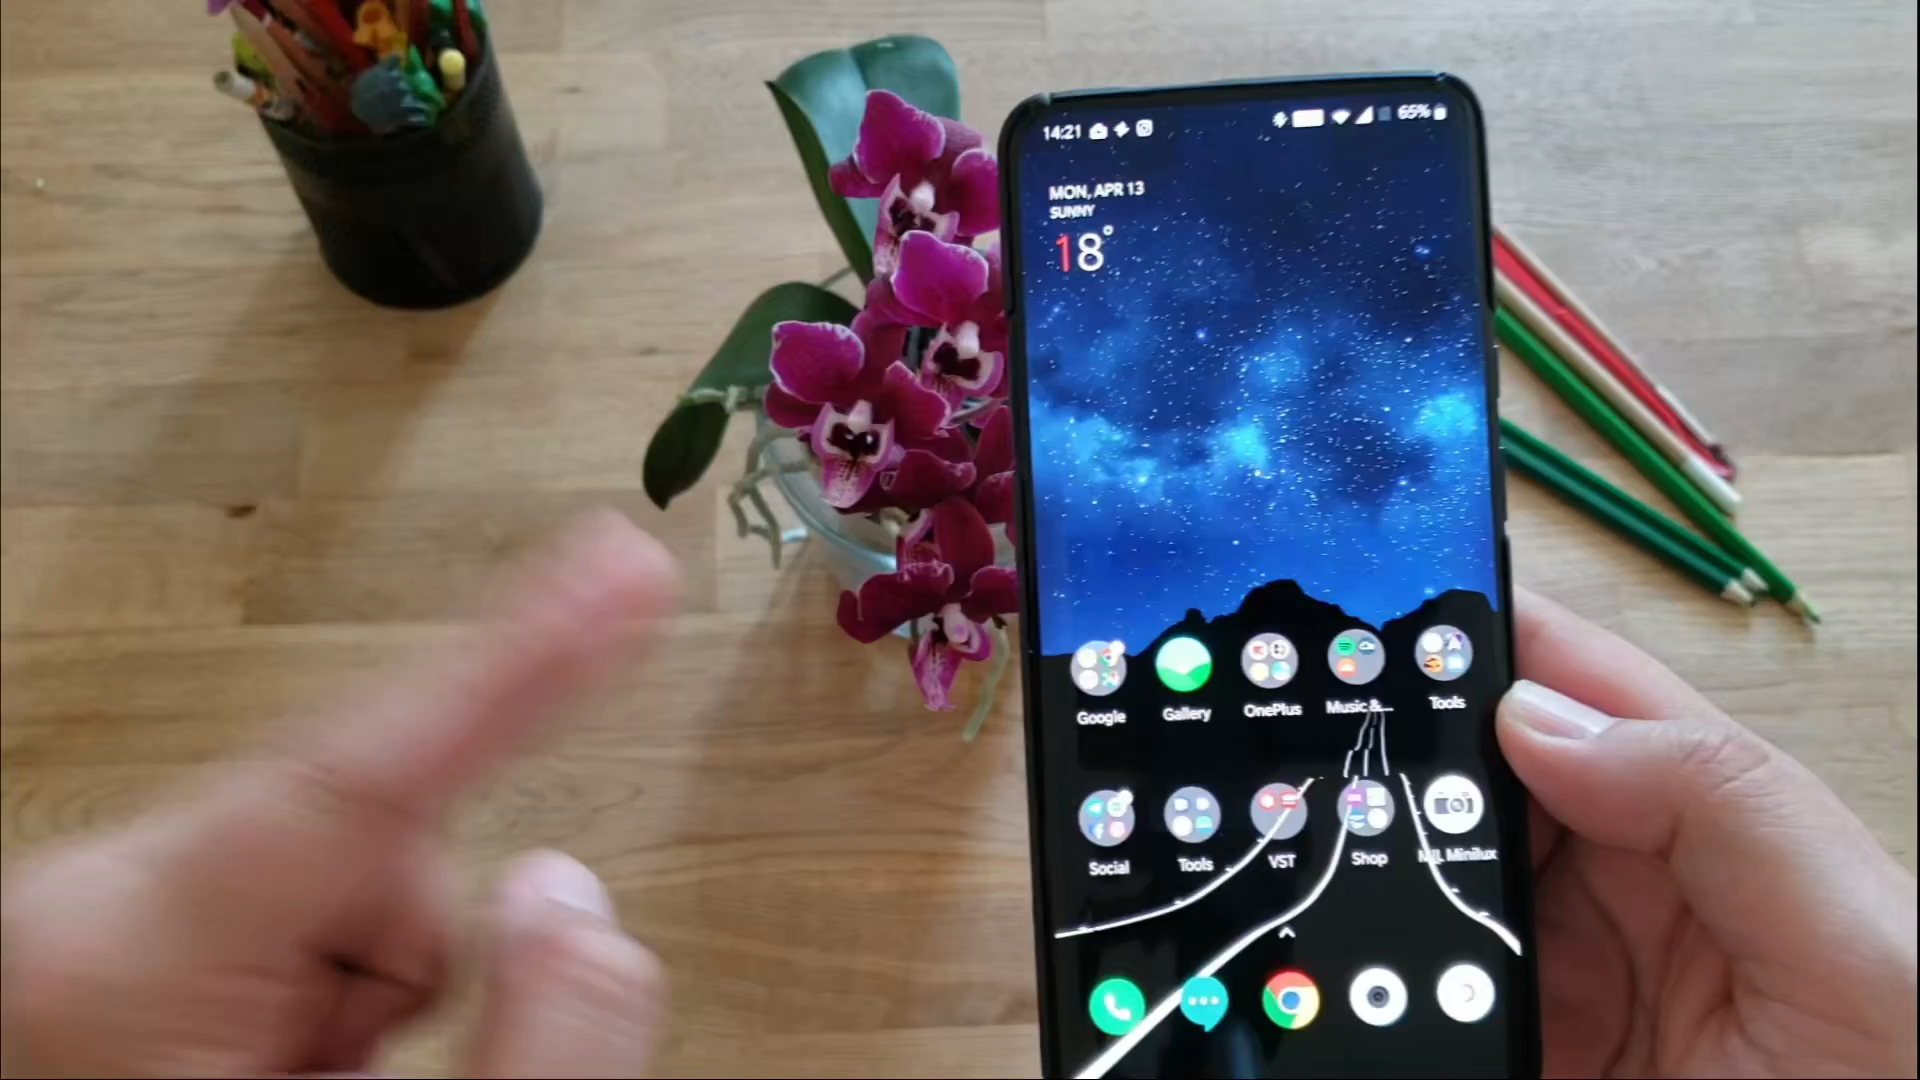 14:21
65%
MON, APR 13
SUNNY
18°
Google
Gallery
OnePlus
Music &...
Tools
Social
Tools
VST
Shop
Minilux